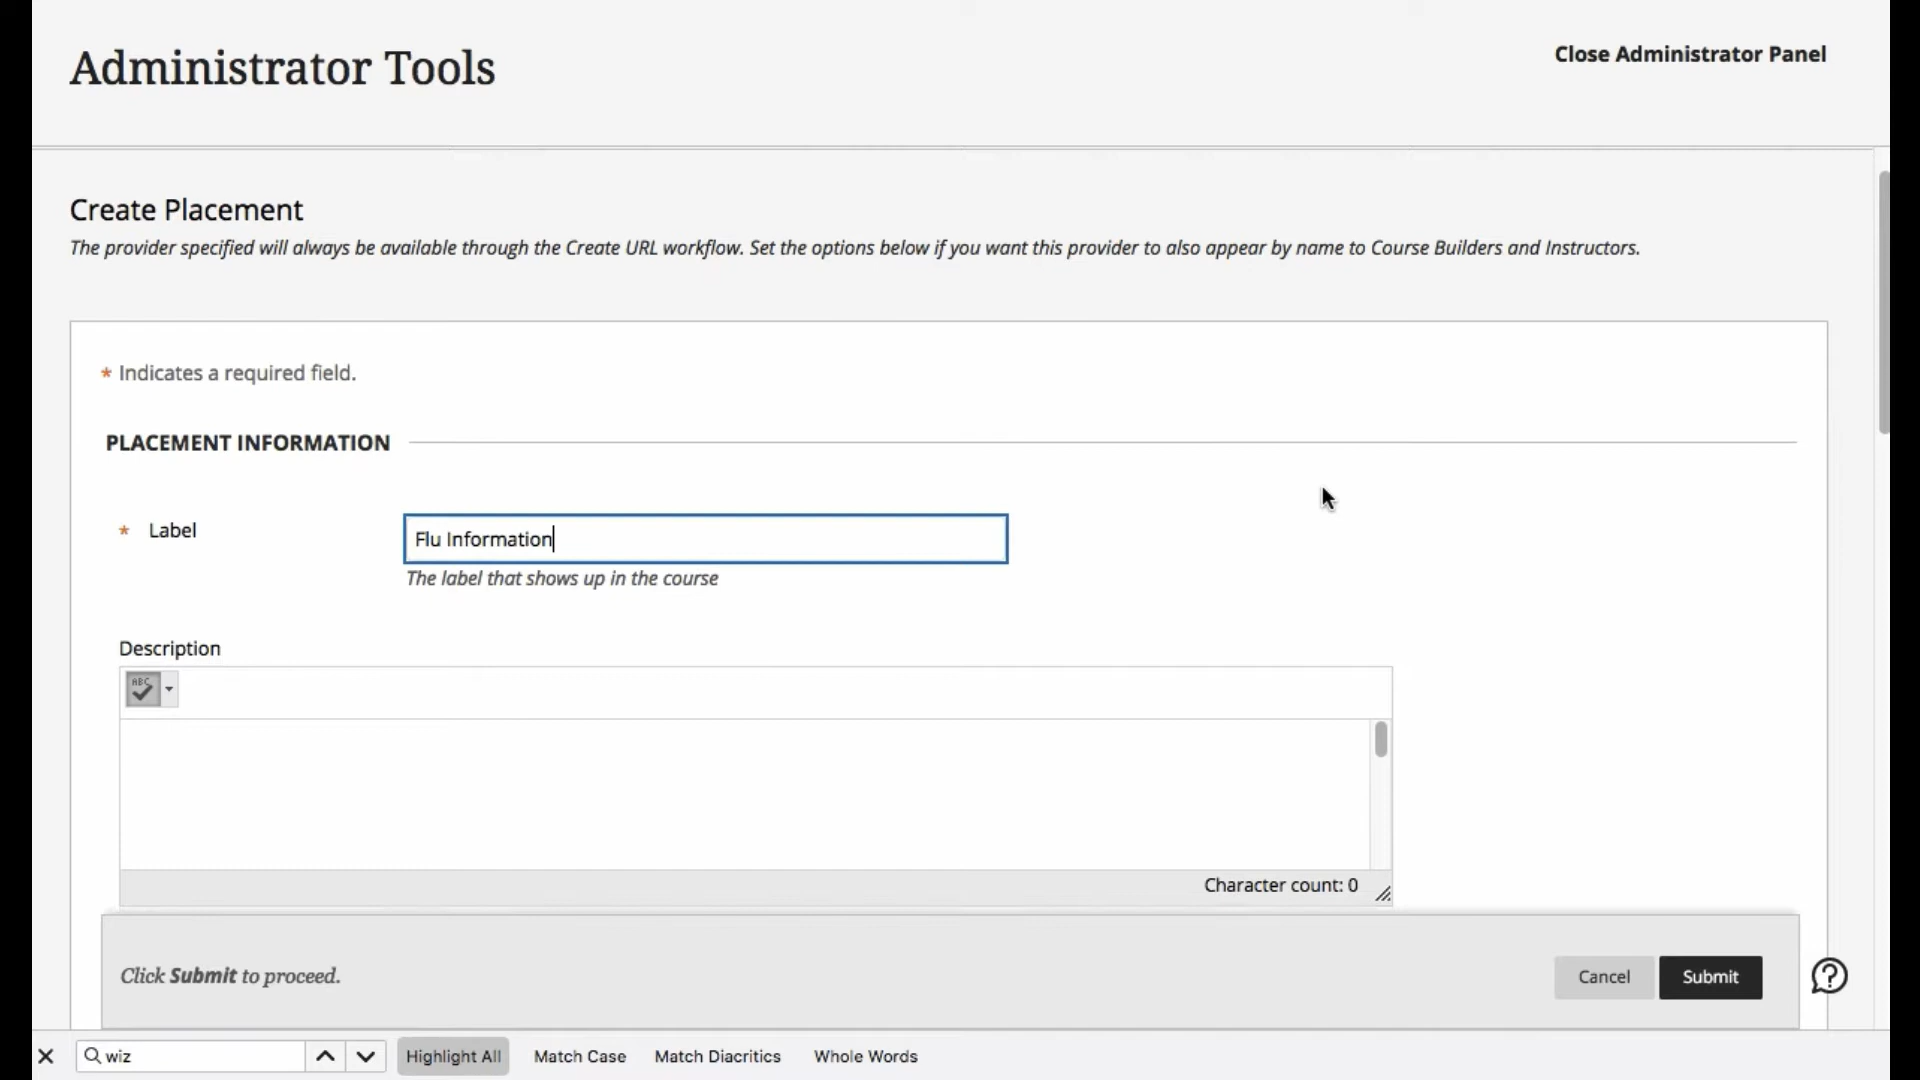 Administrator Tools
Close Administrator Panel
Create Placement
The provider specified will always be available through the Create URL workflow. Set the options below if you want this provider to also appear by name to Course Builders and Instructors.
* Indicates a required field.
PLACEMENT INFORMATION
* Label
Flu Information
The label that shows up in the course
Description
ABC
Character count: 0
Click Submit to proceed.
Cancel
Submit
wiz
Highlight All
Match Case
Match Diacritics
Whole Words